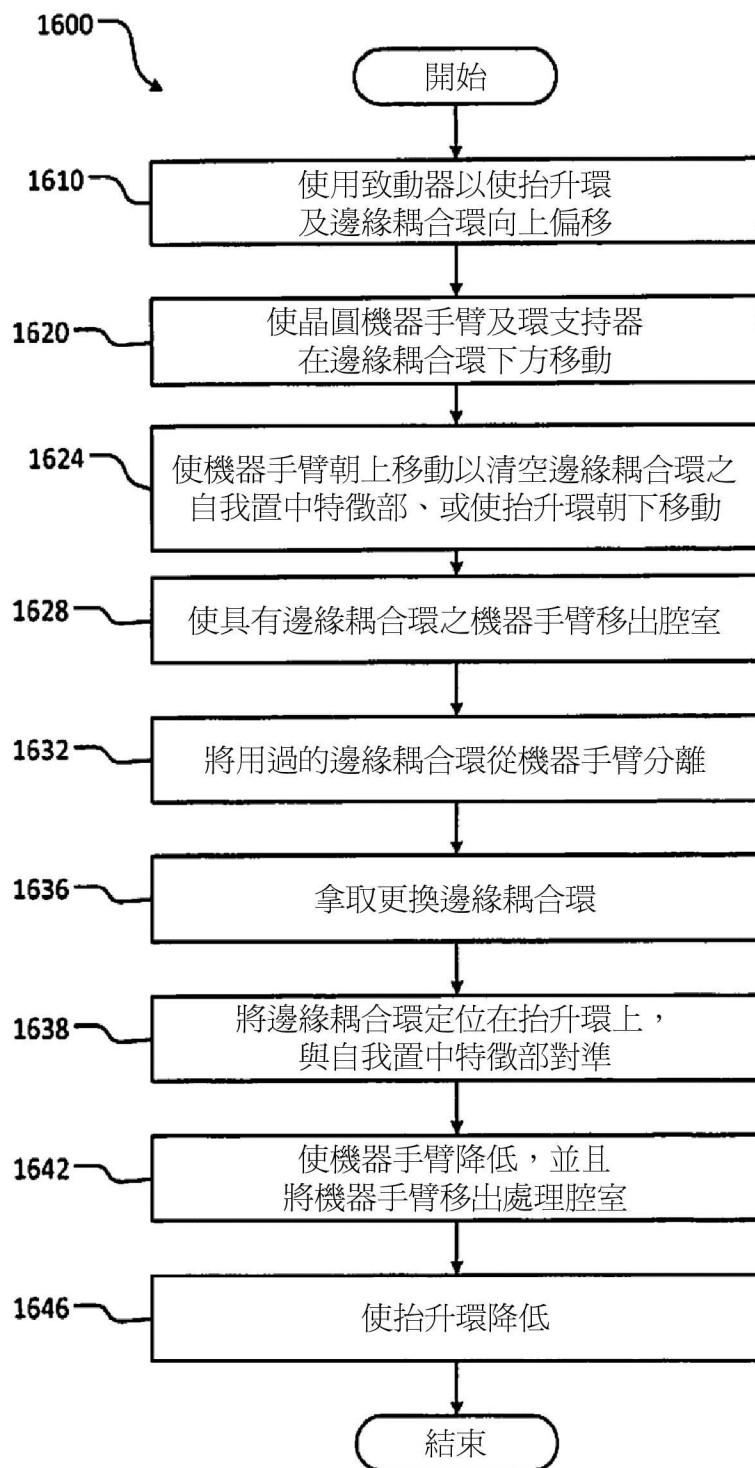 1600
開始
1610
使用致動器以使抬升環
及邊緣耦合環向上偏移
1620
使晶圓機器手臂及環支持器
在邊緣耦合環下方移動
1624
使機器手臂朝上移動以清空邊緣耦合環之
自我置中特徵部、或使抬升環朝下移動
1628
使具有邊緣耦合環之機器手臂移出腔室
1632
將用過的邊緣耦合環從機器手臂分離
1636
拿取更換邊緣耦合環
1638
將邊緣耦合環定位在抬升環上，
與自我置中特徵部對準
1642
使機器手臂降低，並且
將機器手臂移出處理腔室
1646
使抬升環降低
結束